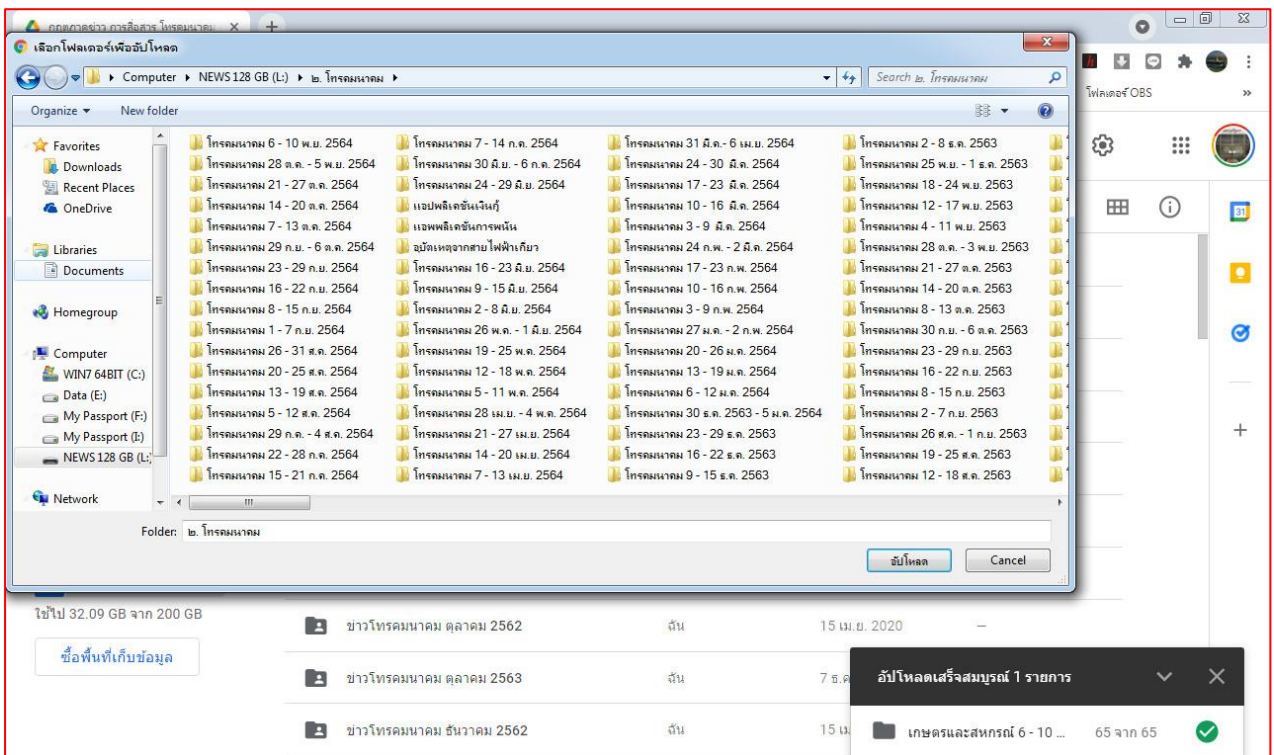 กฤตภาคข่าว การสื่อสาร โทรคมนาคม
เลือกโฟลเดอร์เพื่ออัปโหลด
Computer NEWS 128 GB (L:) ๒. โทรคมนาคม
Search ๒. โทรคมนาคม
โฟลเดอร์ OBS
Organize New folder
Favorites
Downloads
Recent Places
OneDrive
Libraries
Documents
Homegroup
Computer
WIN7 64BIT (C:)
Data (E:)
My Passport (F:)
My Passport (I:)
NEWS 128 GB (L:)
Network
โทรคมนาคม 6 - 10 พ.ย. 2564
โทรคมนาคม 28 ต.ค. - 5 พ.ย. 2564
โทรคมนาคม 21 - 27 ต.ค. 2564
โทรคมนาคม 14 - 20 ต.ค. 2564
โทรคมนาคม 7 - 13 ต.ค. 2564
โทรคมนาคม 29 ก.ย. - 6 ต.ค. 2564
โทรคมนาคม 23 - 29 ก.ย. 2564
โทรคมนาคม 16 - 22 ก.ย. 2564
โทรคมนาคม 8 - 15 ก.ย. 2564
โทรคมนาคม 1 - 7 ก.ย. 2564
โทรคมนาคม 26 - 31 ส.ค. 2564
โทรคมนาคม 20 - 25 ส.ค. 2564
โทรคมนาคม 13 - 19 ส.ค. 2564
โทรคมนาคม 5 - 12 ส.ค. 2564
โทรคมนาคม 29 ก.ค. - 4 ส.ค. 2564
โทรคมนาคม 22 - 28 ก.ค. 2564
โทรคมนาคม 15 - 21 ก.ค. 2564
โทรคมนาคม 7 - 14 ก.ค. 2564
โทรคมนาคม 30 มิ.ย. - 6 ก.ค. 2564
โทรคมนาคม 24 - 29 มิ.ย. 2564
แอปพลิเคชันเงินกู้
แอพพลิเคชันการพนัน
อุบัติเหตุจากสายไฟฟ้าเกี่ยว
โทรคมนาคม 16 - 23 มิ.ย. 2564
โทรคมนาคม 9 - 15 มิ.ย. 2564
โทรคมนาคม 2 - 8 มิ.ย. 2564
โทรคมนาคม 26 พ.ค. - 1 มิ.ย. 2564
โทรคมนาคม 19 - 25 พ.ค. 2564
โทรคมนาคม 12 - 18 พ.ค. 2564
โทรคมนาคม 5 - 11 พ.ค. 2564
โทรคมนาคม 28 เม.ย. - 4 พ.ค. 2564
โทรคมนาคม 21 - 27 เม.ย. 2564
โทรคมนาคม 14 - 20 เม.ย. 2564
โทรคมนาคม 7 - 13 เม.ย. 2564
โทรคมนาคม 31 มี.ค.- 6 เม.ย. 2564
โทรคมนาคม 24 - 30 มี.ค. 2564
โทรคมนาคม 17 - 23 มี.ค. 2564
โทรคมนาคม 10 - 16 มี.ค. 2564
โทรคมนาคม 3 - 9 มี.ค. 2564
โทรคมนาคม 24 ก.พ. - 2 มี.ค. 2564
โทรคมนาคม 17 - 23 ก.พ. 2564
โทรคมนาคม 10 - 16 ก.พ. 2564
โทรคมนาคม 3 - 9 ก.พ. 2564
โทรคมนาคม 27 ม.ค. - 2 ก.พ. 2564
โทรคมนาคม 20 - 26 ม.ค. 2564
โทรคมนาคม 13 - 19 ม.ค. 2564
โทรคมนาคม 6 - 12 ม.ค. 2564
โทรคมนาคม 30 ธ.ค. 2563 - 5 ม.ค. 2564
โทรคมนาคม 23 - 29 ธ.ค. 2563
โทรคมนาคม 16 - 22 ธ.ค. 2563
โทรคมนาคม 9 - 15 ธ.ค. 2563
โทรคมนาคม 2 - 8 ธ.ค. 2563
โทรคมนาคม 25 พ.ย. - 1 ธ.ค. 2563
โทรคมนาคม 18 - 24 พ.ย. 2563
โทรคมนาคม 12 - 17 พ.ย. 2563
โทรคมนาคม 4 - 11 พ.ย. 2563
โทรคมนาคม 28 ต.ค. - 3 พ.ย. 2563
โทรคมนาคม 21 - 27 ต.ค. 2563
โทรคมนาคม 14 - 20 ต.ค. 2563
โทรคมนาคม 8 - 13 ต.ค. 2563
โทรคมนาคม 30 ก.ย. - 6 ต.ค. 2563
โทรคมนาคม 23 - 29 ก.ย. 2563
โทรคมนาคม 16 - 22 ก.ย. 2563
โทรคมนาคม 8 - 15 ก.ย. 2563
โทรคมนาคม 2 - 7 ก.ย. 2563
โทรคมนาคม 26 ส.ค. - 1 ก.ย. 2563
โทรคมนาคม 19 - 25 ส.ค. 2563
โทรคมนาคม 12 - 18 ส.ค. 2563
31
Folder: ๒. โทรคมนาคม
อัปโหลด Cancel
ใช้ไป 32.09 GB จาก 200 GB
ซื้อพื้นที่เก็บข้อมูล
ข่าวโทรคมนาคม ตุลาคม 2562 ฉัน 15 เม.ย. 2020 –
ข่าวโทรคมนาคม ตุลาคม 2563 ฉัน 7 ธ.ค
ข่าวโทรคมนาคม ธันวาคม 2562 ฉัน 15 เม
อัปโหลดเสร็จสมบูรณ์ 1 รายการ
เกษตรและสหกรณ์ 6 - 10 ... 65 จาก 65